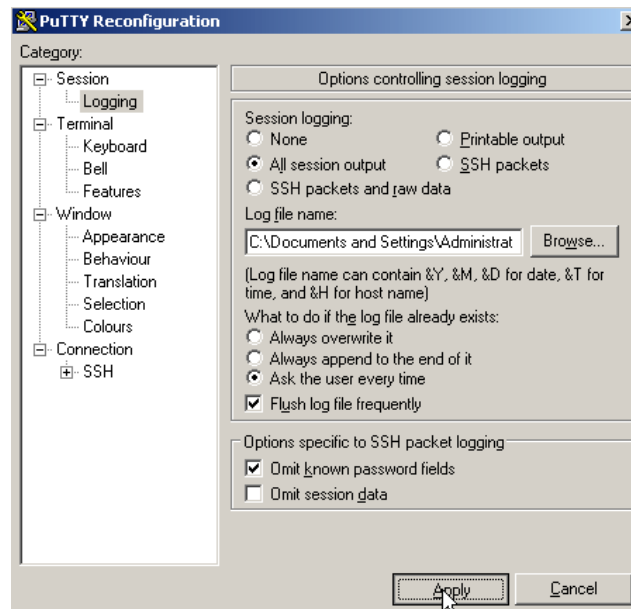 PuTTY Reconfiguration
Category:
Session
Logging
Terminal
Keyboard
Bell
Features
Window
Appearance
Behaviour
Translation
Selection
Colours
Connection
SSH
Options controlling session logging
Session logging:
None
Printable output
All session output
SSH packets
SSH packets and raw data
Log file name:
C:\Documents and Settings\Administrat
Browse...
(Log file name can contain &Y, &M, &D for date, &T for
time, and &H for host name)
What to do if the log file already exists:
Always overwrite it
Always append to the end of it
Ask the user every time
Flush log file frequently
Options specific to SSH packet logging
Omit known password fields
Omit session data
Apply
Cancel